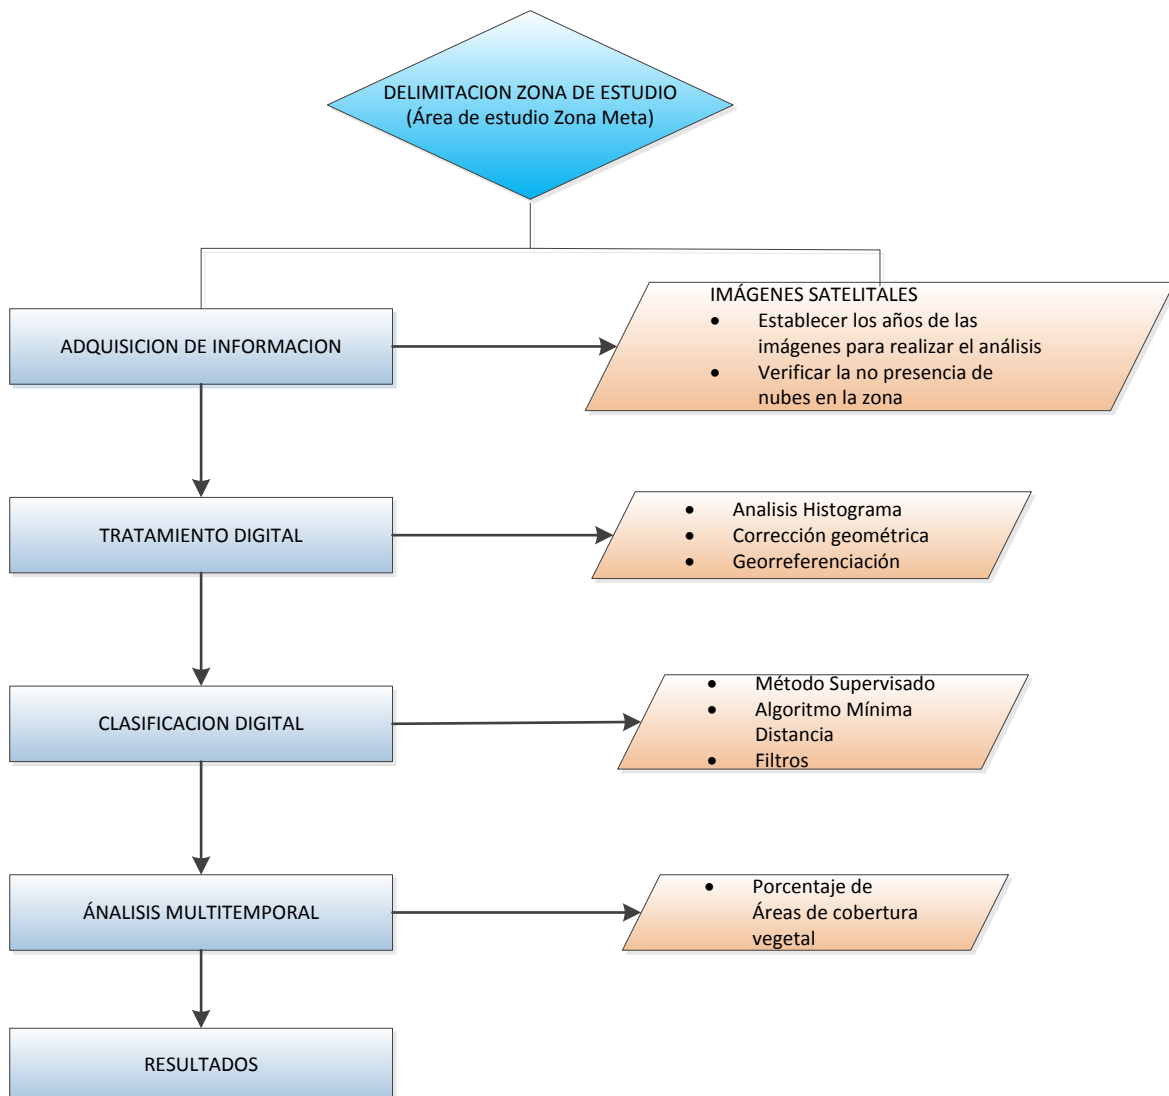 DELIMITACION ZONA DE ESTUDIO
(Área de estudio Zona Meta)
ADQUISICION DE INFORMACION
IMÁGENES SATELITALES
• Establecer los años de las
imágenes para realizar el análisis
• Verificar la no presencia de
nubes en la zona
TRATAMIENTO DIGITAL
• Analisis Histograma
• Corrección geométrica
• Georreferenciación
CLASIFICACION DIGITAL
• Método Supervisado
• Algoritmo Mínima
Distancia
• Filtros
ÁNALISIS MULTITEMPORAL
• Porcentaje de
Áreas de cobertura
vegetal
RESULTADOS